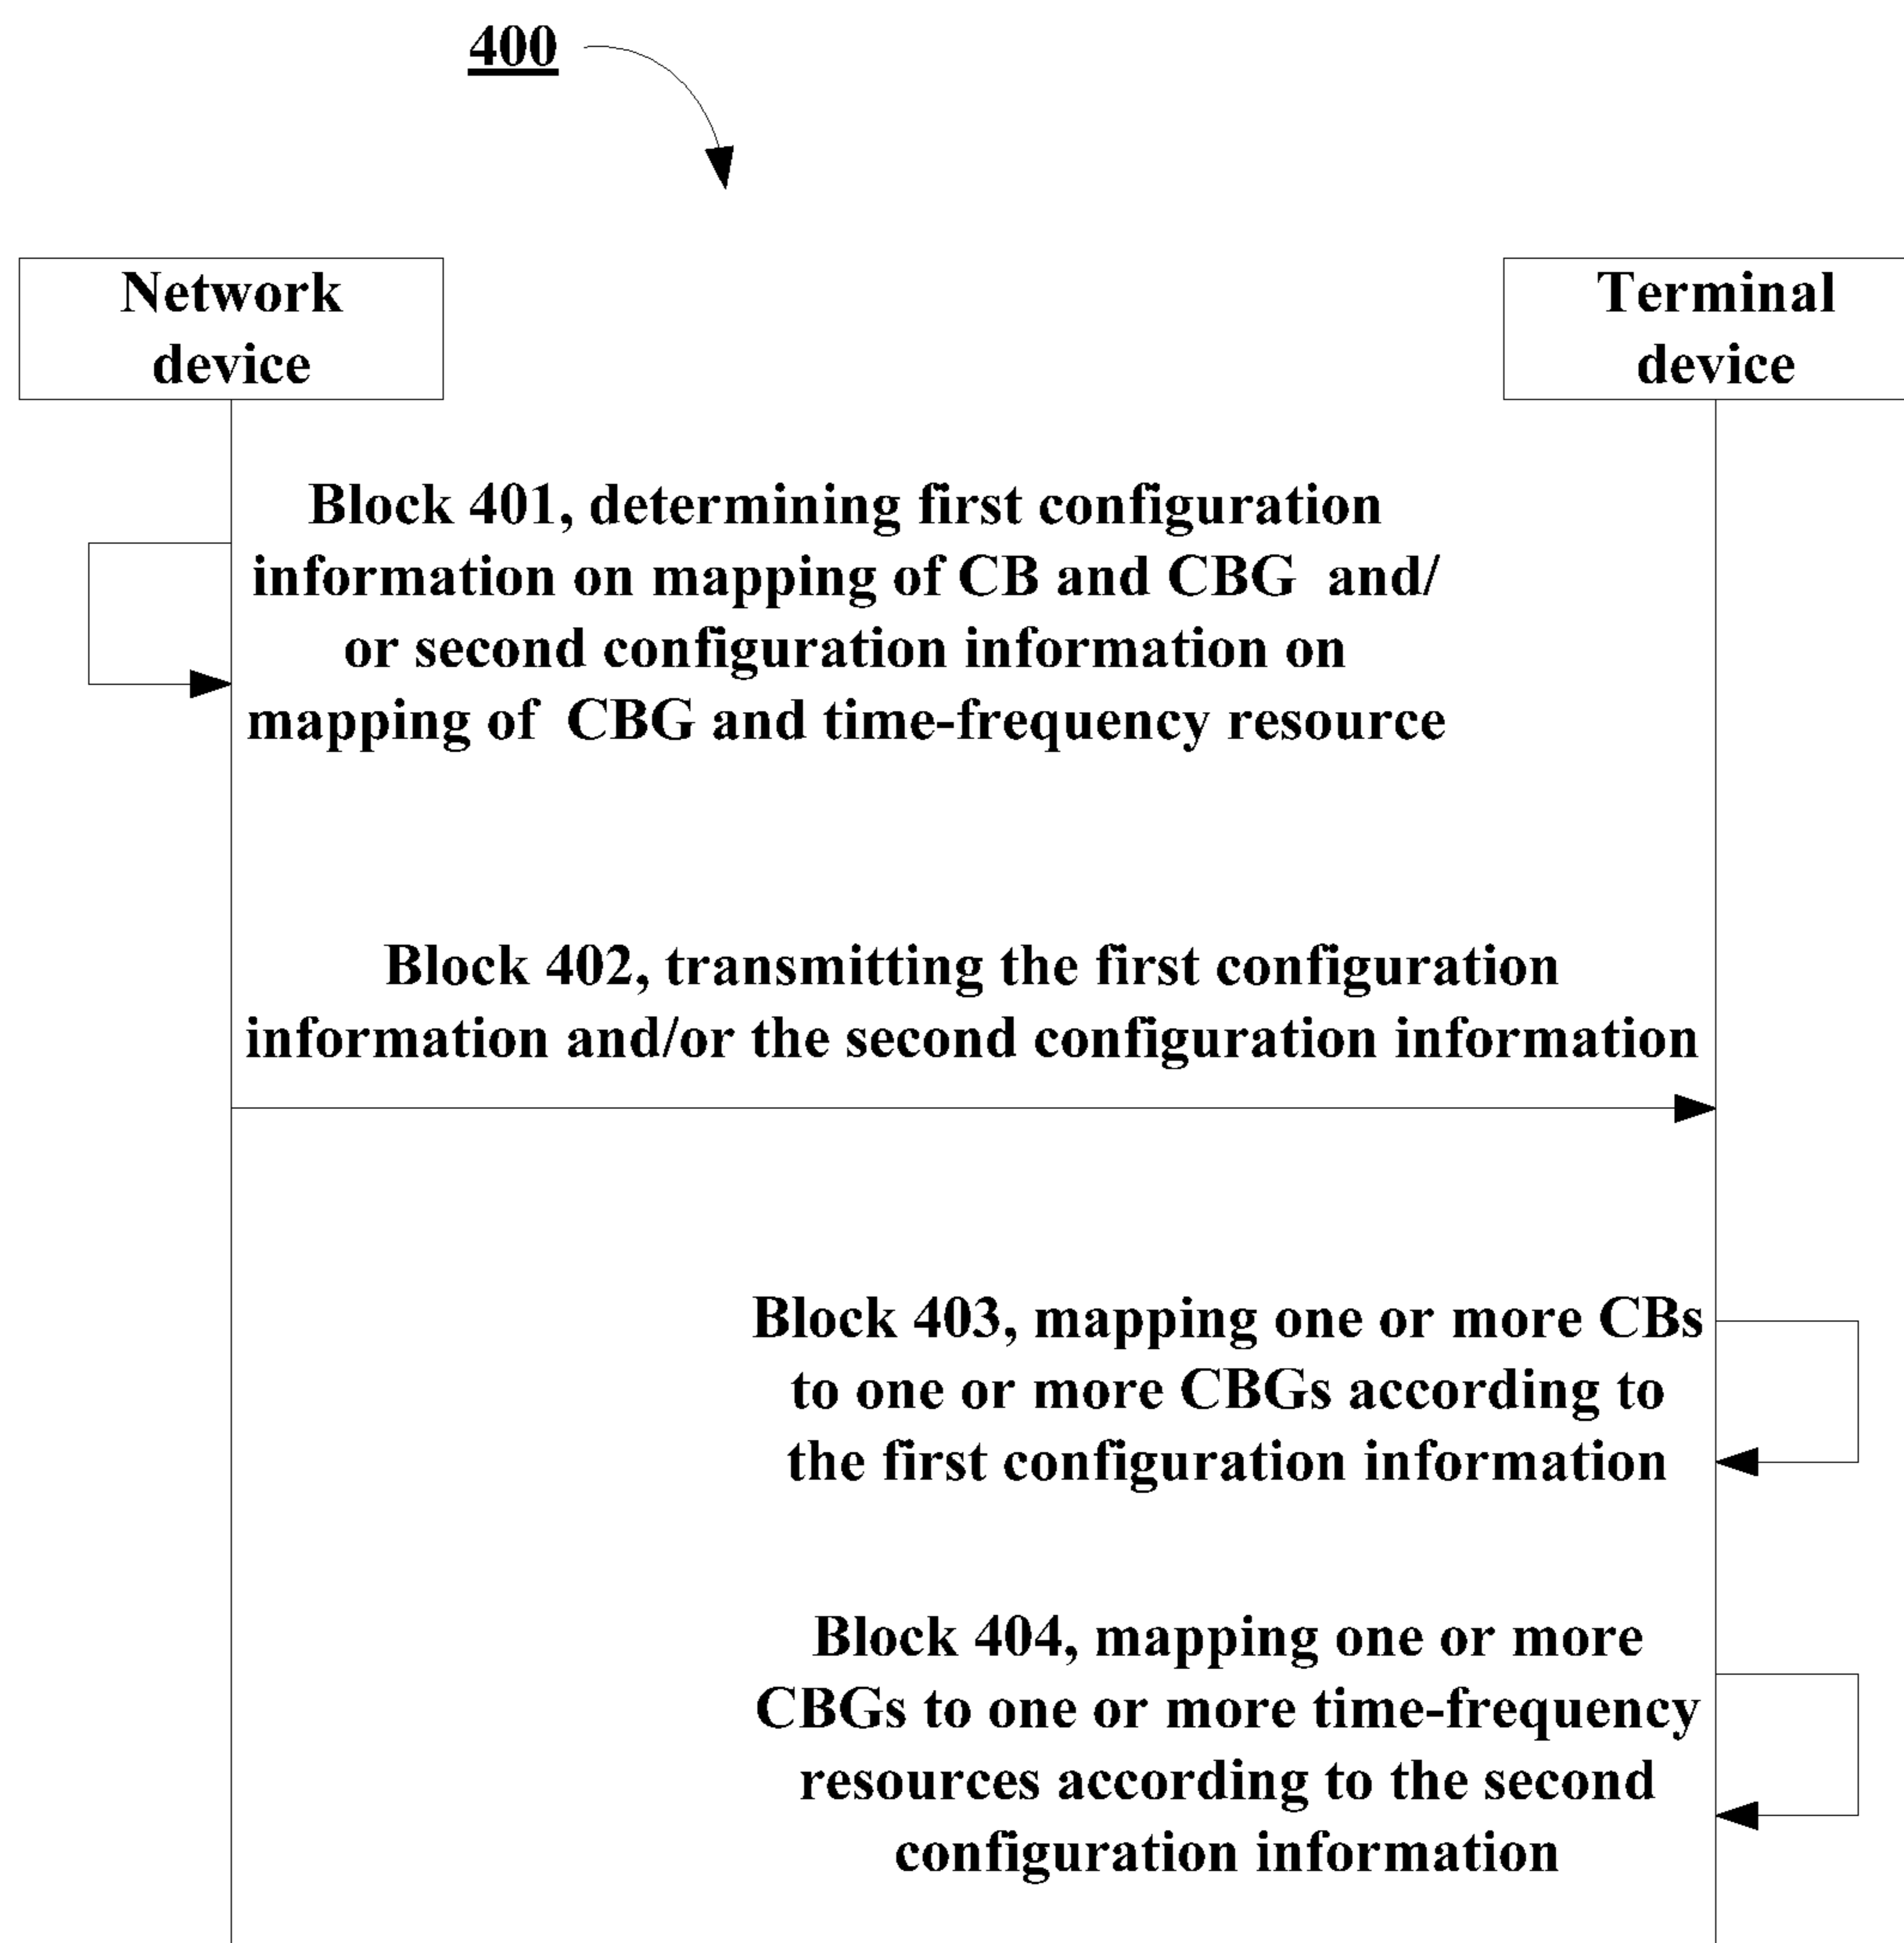 400
Network
device
Terminal
device
Block 401, determining first configuration
information on mapping of CB and CBG and/
or second configuration information on
mapping of CBG and time-frequency resource
Block 402, transmitting the first configuration
information and/or the second configuration information
Block 403, mapping one or more CBs
to one or more CBGs according to
the first configuration information
Block 404, mapping one or more
CBGs to one or more time-frequency
resources according to the second
configuration information